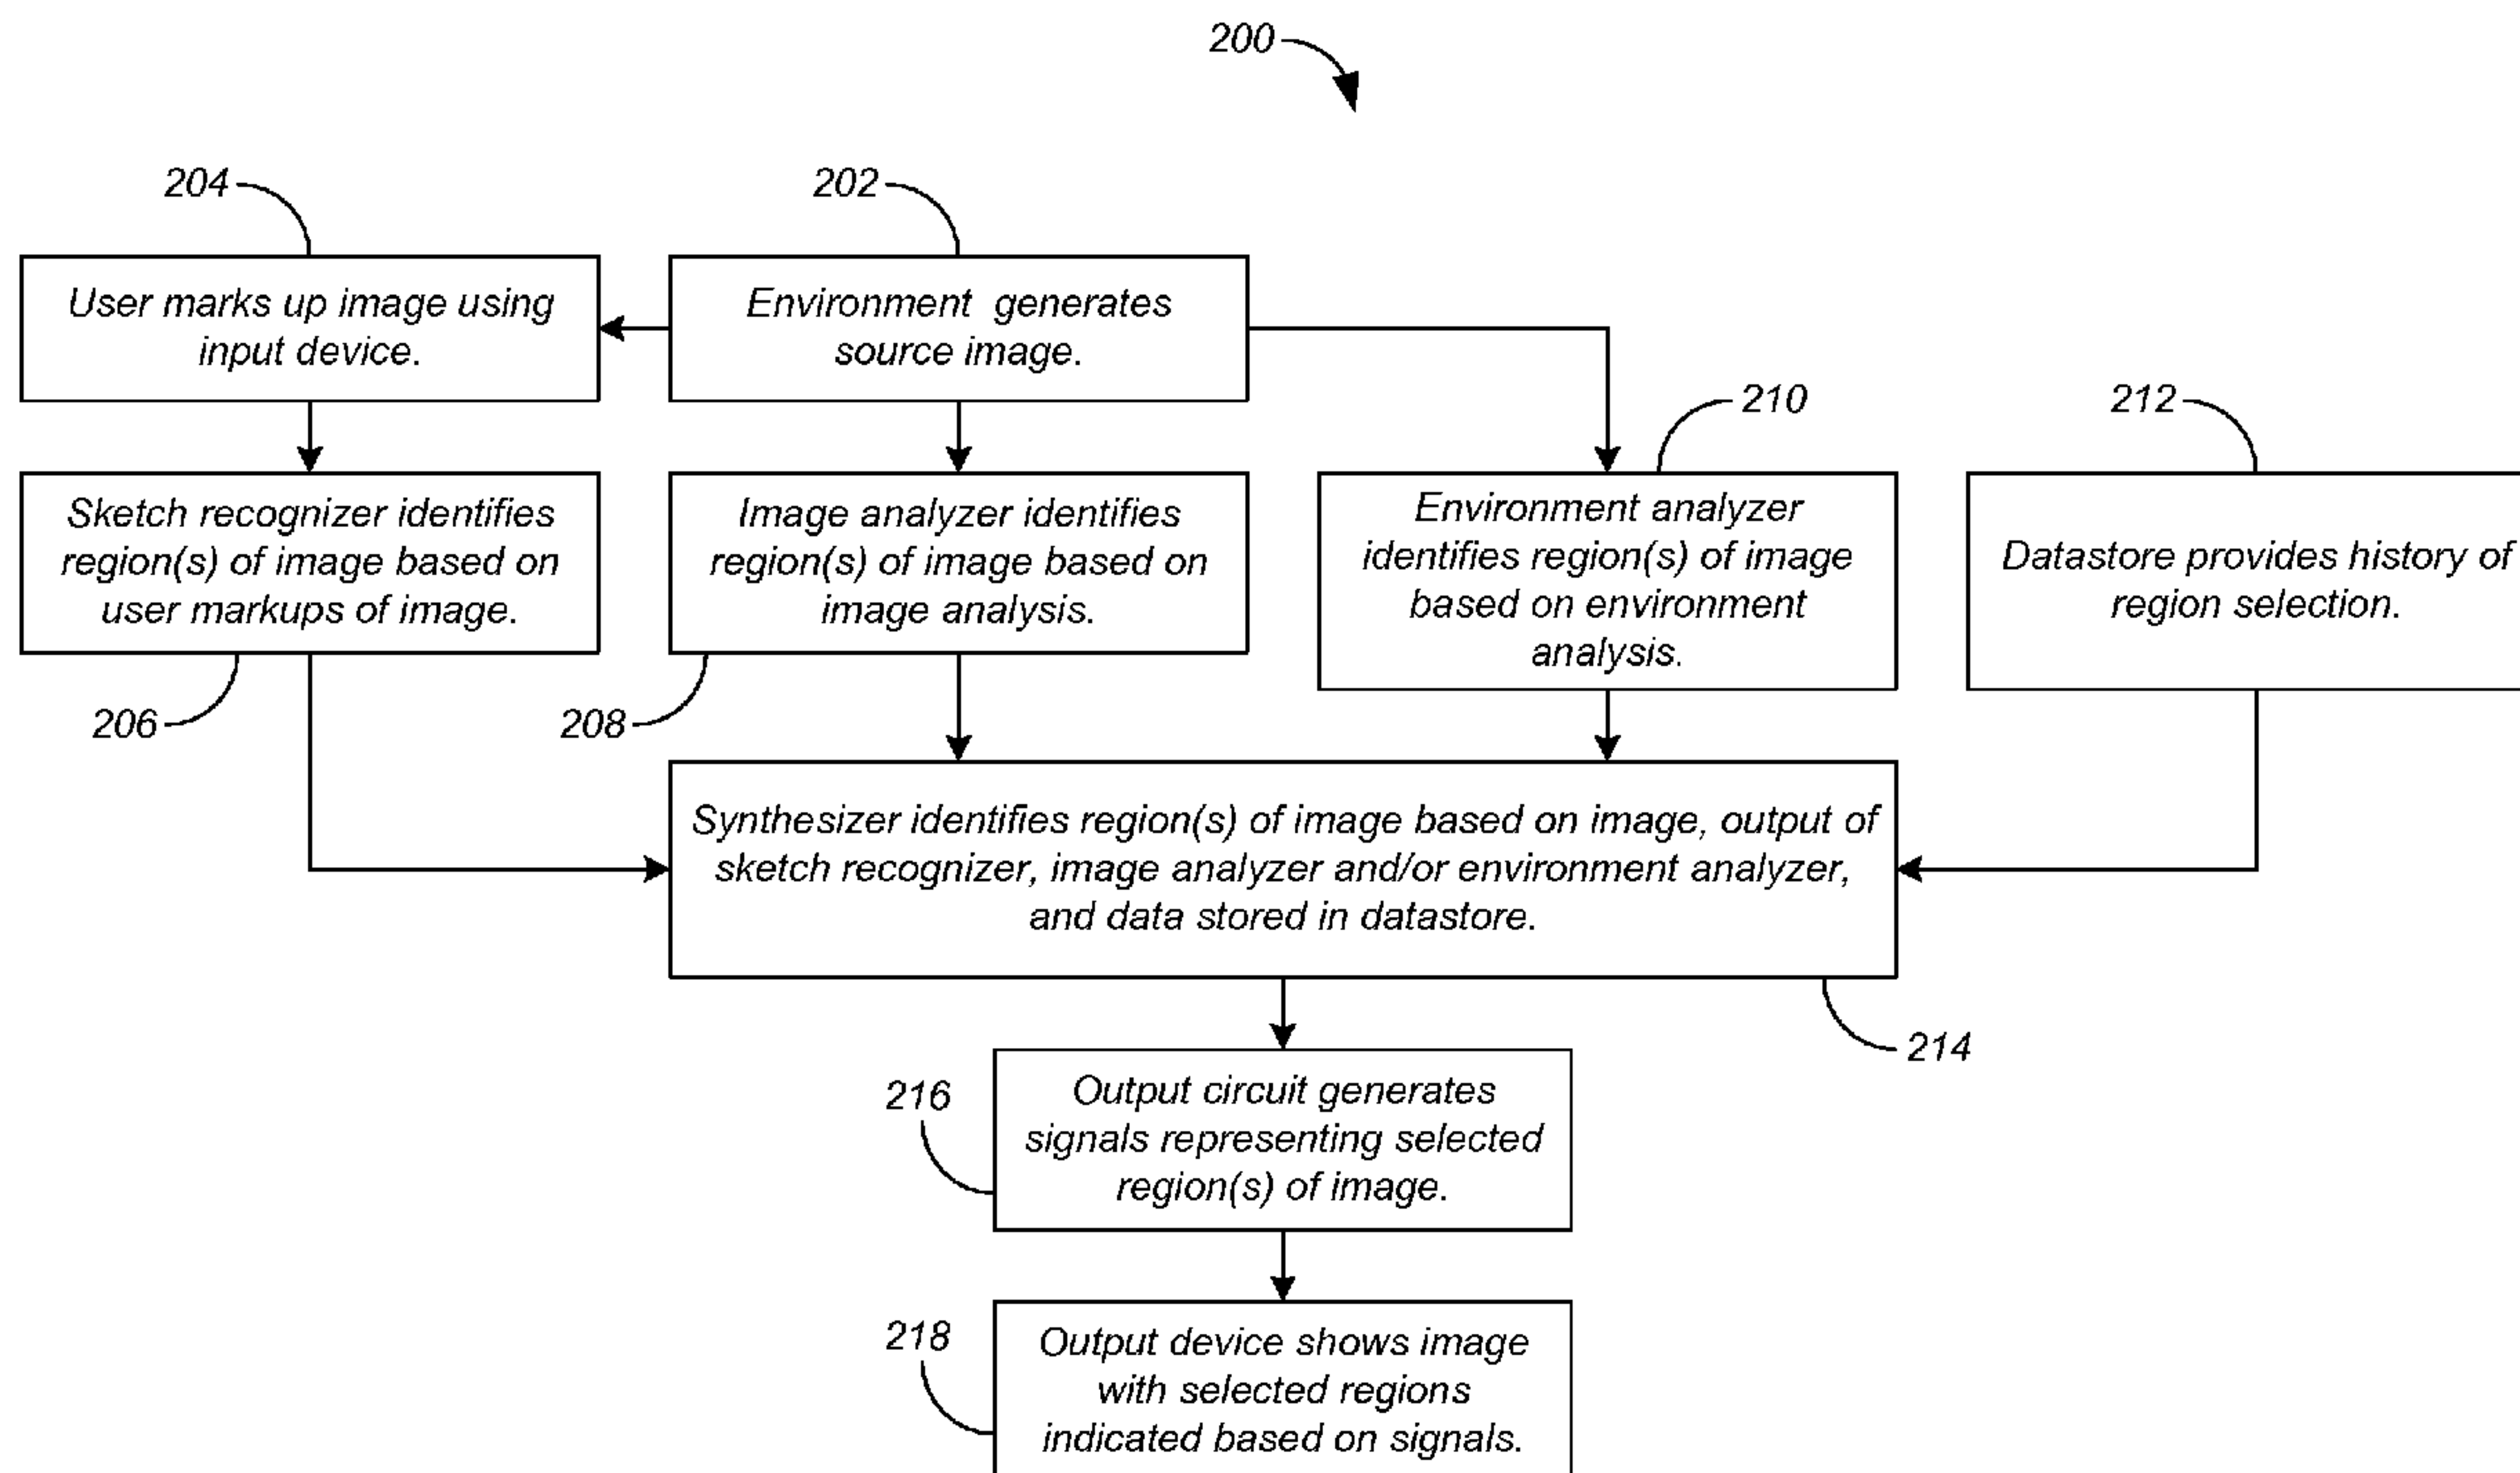 200
204
202
User marks up image using
input device.
Environment generates
source image.
210
212
Sketch recognizer identifies
region(s) of image based on
user markups of image.
Image analyzer identifies
region(s) of image based on
image analysis.
Environment analyzer
identifies region(s) of image
based on environment
analysis.
Datastore provides history of
region selection.
206
208
Synthesizer identifies region(s) of image based on image, output of
sketch recognizer, image analyzer and/or environment analyzer,
and data stored in datastore.
214
216
Output circuit generates
signals representing selected
region(s) of image.
218
Output device shows image
with selected regions
indicated based on signals.